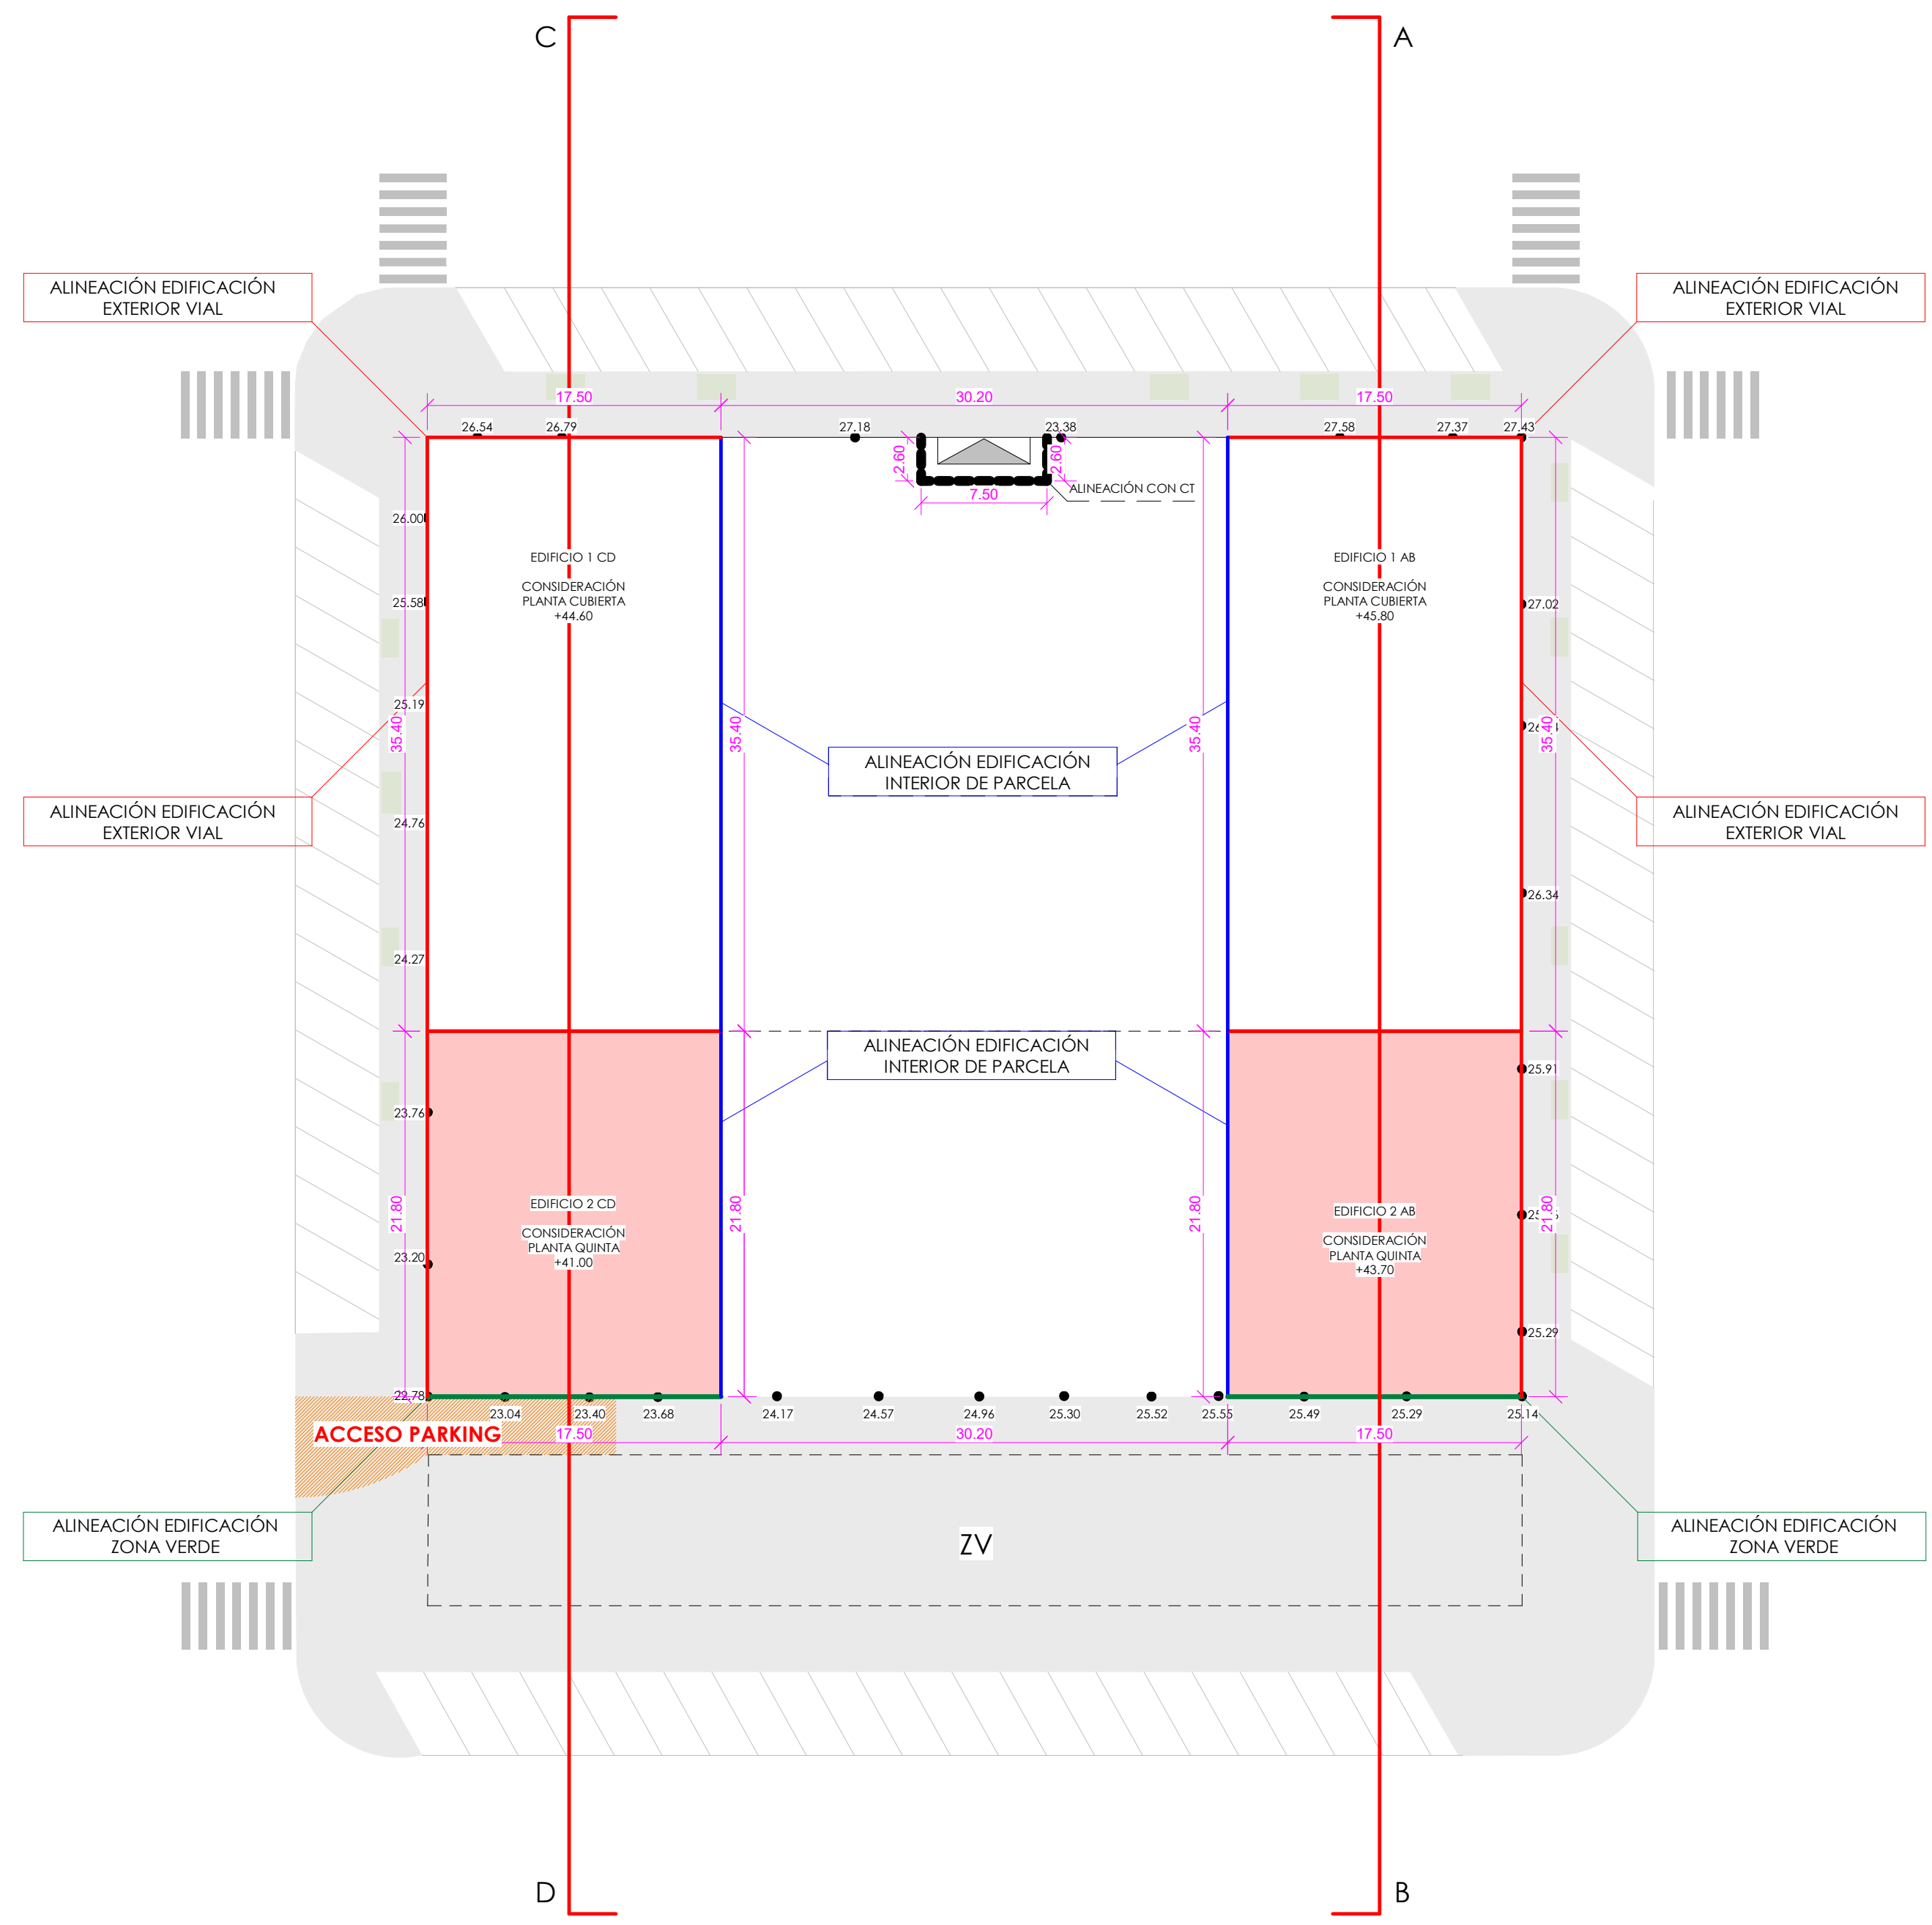 C
A
ALINEACIÓN EDIFICACIÓN
EXTERIOR VIAL
ALINEACIÓN EDIFICACIÓN
EXTERIOR VIAL
17.50
30.20
17.50
26.54
26.79
27.18
23.38
27.58
27.37
27.43
2.60
2.60
7.50
ALINEACIÓN CON CT
26.00
25.58
25.19
24.76
24.27
23.76
23.20
22.78
EDIFICIO 1 CD
CONSIDERACIÓN
PLANTA CUBIERTA
+44.60
EDIFICIO 1 AB
CONSIDERACIÓN
PLANTA CUBIERTA
+45.80
27.02
26.34
25.91
25.29
35.40
35.40
35.40
35.40
ALINEACIÓN EDIFICACIÓN
INTERIOR DE PARCELA
ALINEACIÓN EDIFICACIÓN
EXTERIOR VIAL
ALINEACIÓN EDIFICACIÓN
EXTERIOR VIAL
ALINEACIÓN EDIFICACIÓN
INTERIOR DE PARCELA
21.80
21.80
21.80
21.80
EDIFICIO 2 CD
CONSIDERACIÓN
PLANTA QUINTA
+41.00
EDIFICIO 2 AB
CONSIDERACIÓN
PLANTA QUINTA
+43.70
23.04
23.40
23.68
24.17
24.57
24.96
25.30
25.52
25.55
25.49
25.29
25.14
ACCESO PARKING
17.50
30.20
17.50
ALINEACIÓN EDIFICACIÓN
ZONA VERDE
ZV
ALINEACIÓN EDIFICACIÓN
ZONA VERDE
D
B